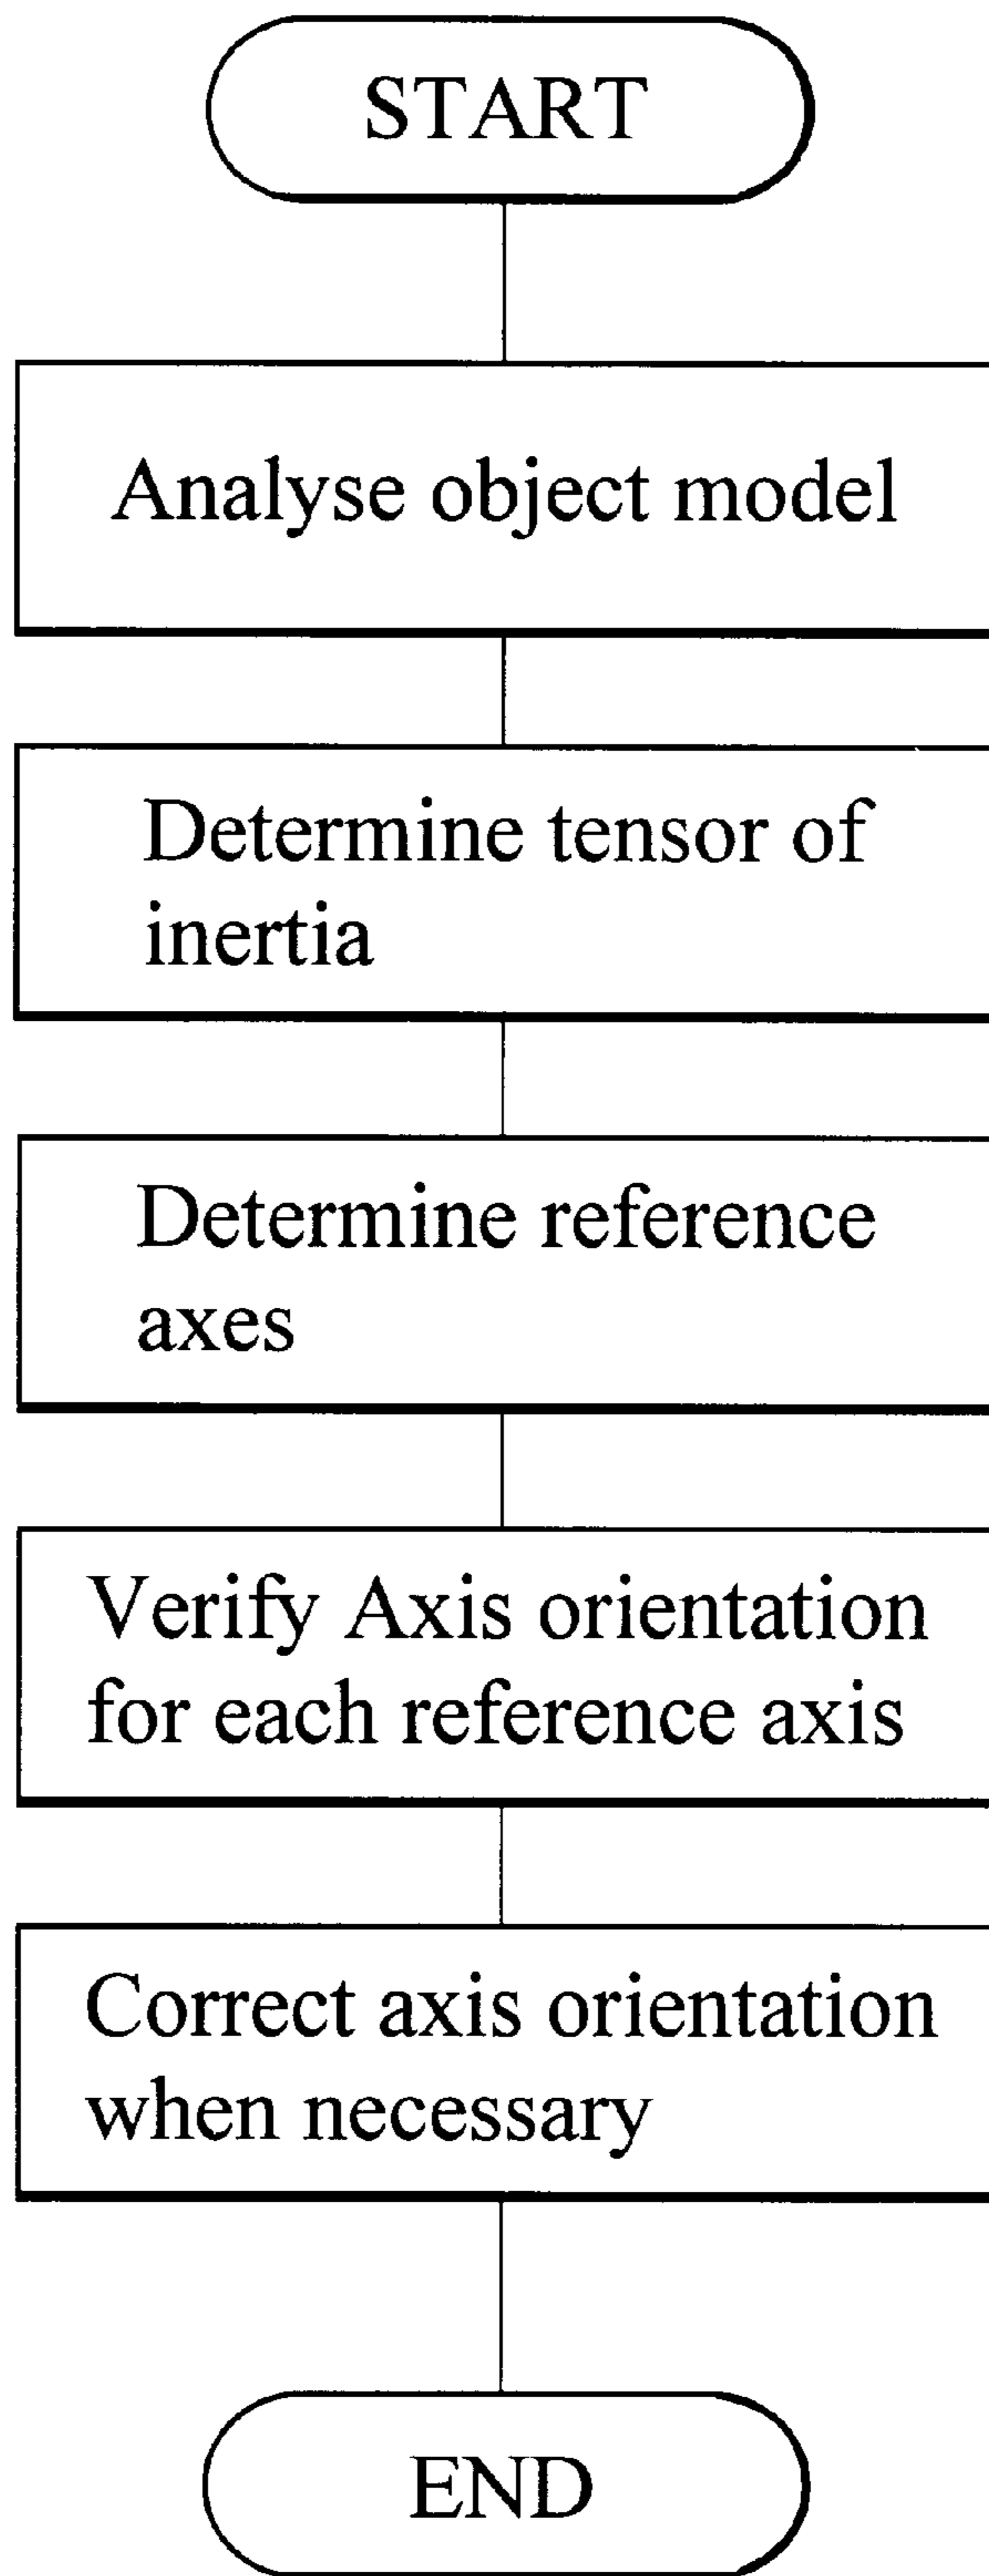 START
Analyse object model
Determine tensor of
inertia
Determine reference
axes
Verify Axis orientation
for each reference axis
Correct axis orientation
when necessary
END